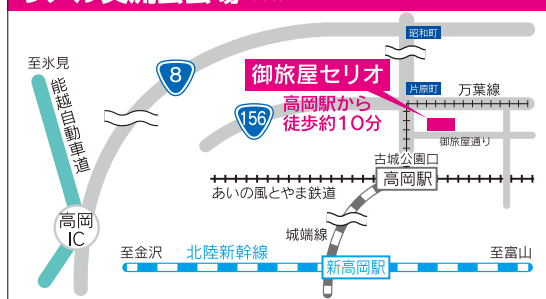 昭和町
至氷見
8
御旅屋セリオ
片原町
万葉線
能越自動車道
156
高岡駅から
徒歩約10分
御旅屋通り
古城公園口
高岡駅
あいの風とやま鉄道
高岡
IC
城端線
至金沢
北陸新幹線
至富山
新高岡駅